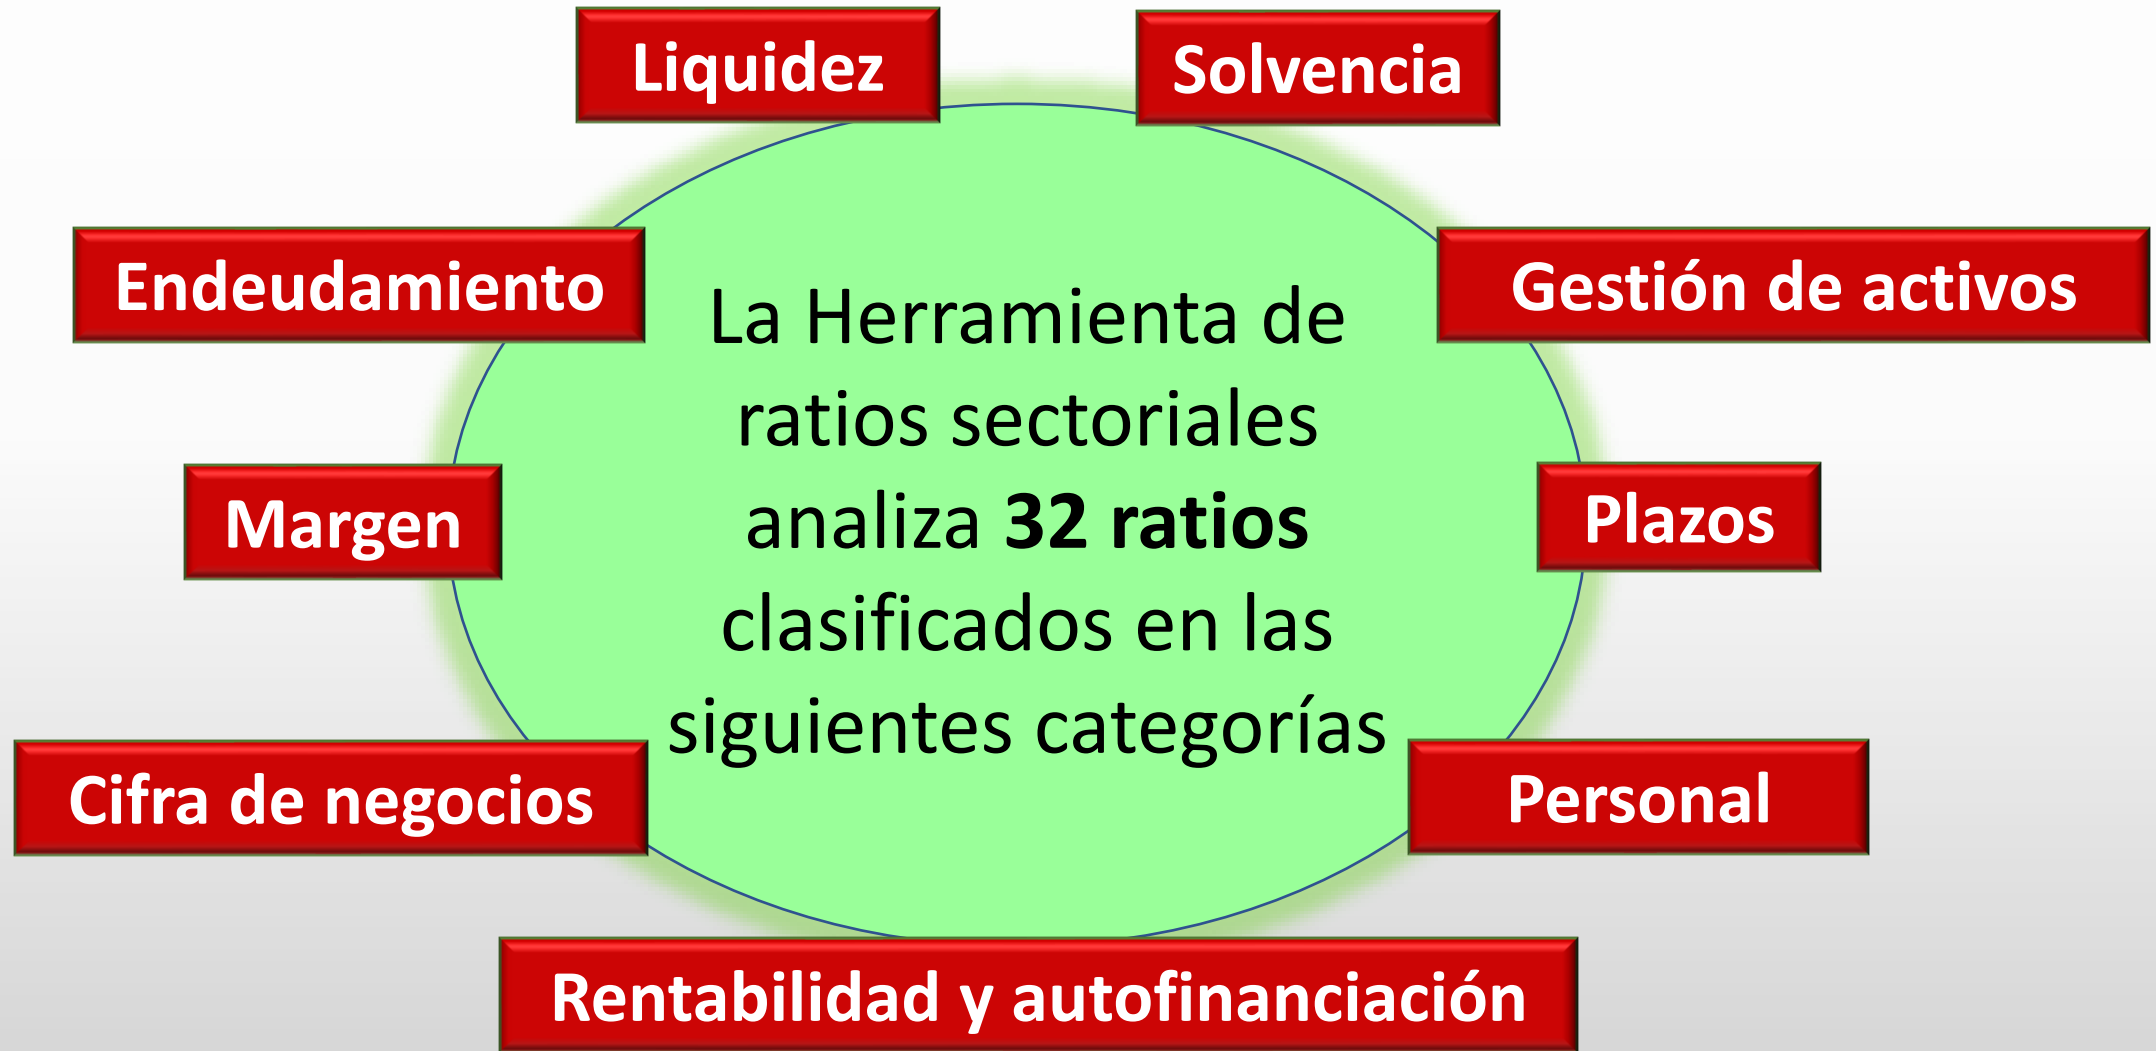 Liquidez
Solvencia
Endeudamiento
Gestión de activos
La Herramienta de
ratios sectoriales
analiza 32 ratios
clasificados en las
siguientes categorías
Margen
Plazos
Cifra de negocios
Personal
Rentabilidad y autofinanciación